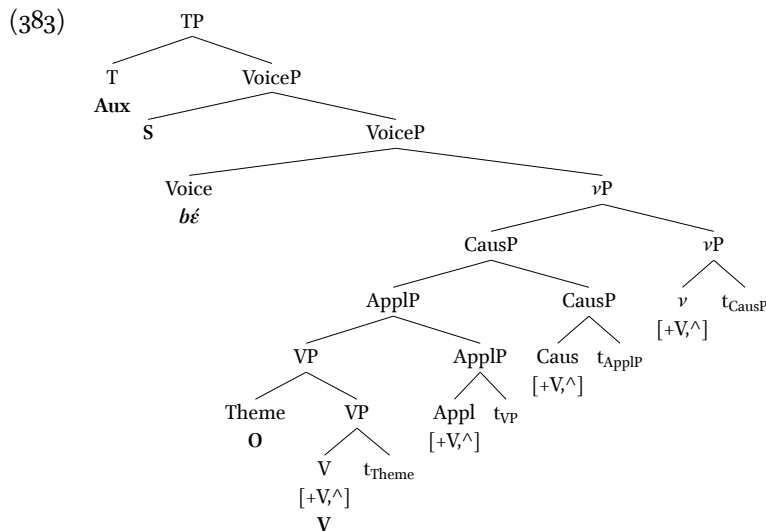 (383)
TP
T VoiceP
Aux
S VoiceP
Voice νP
bɛ́
CausP νP
ApplP CausP ν t_CausP
[+V,^]
VP ApplP Caus t_ApplP
[+V,^]
Theme VP Appl t_VP
O [+V,^]
V t_Theme
[+V,^]
V